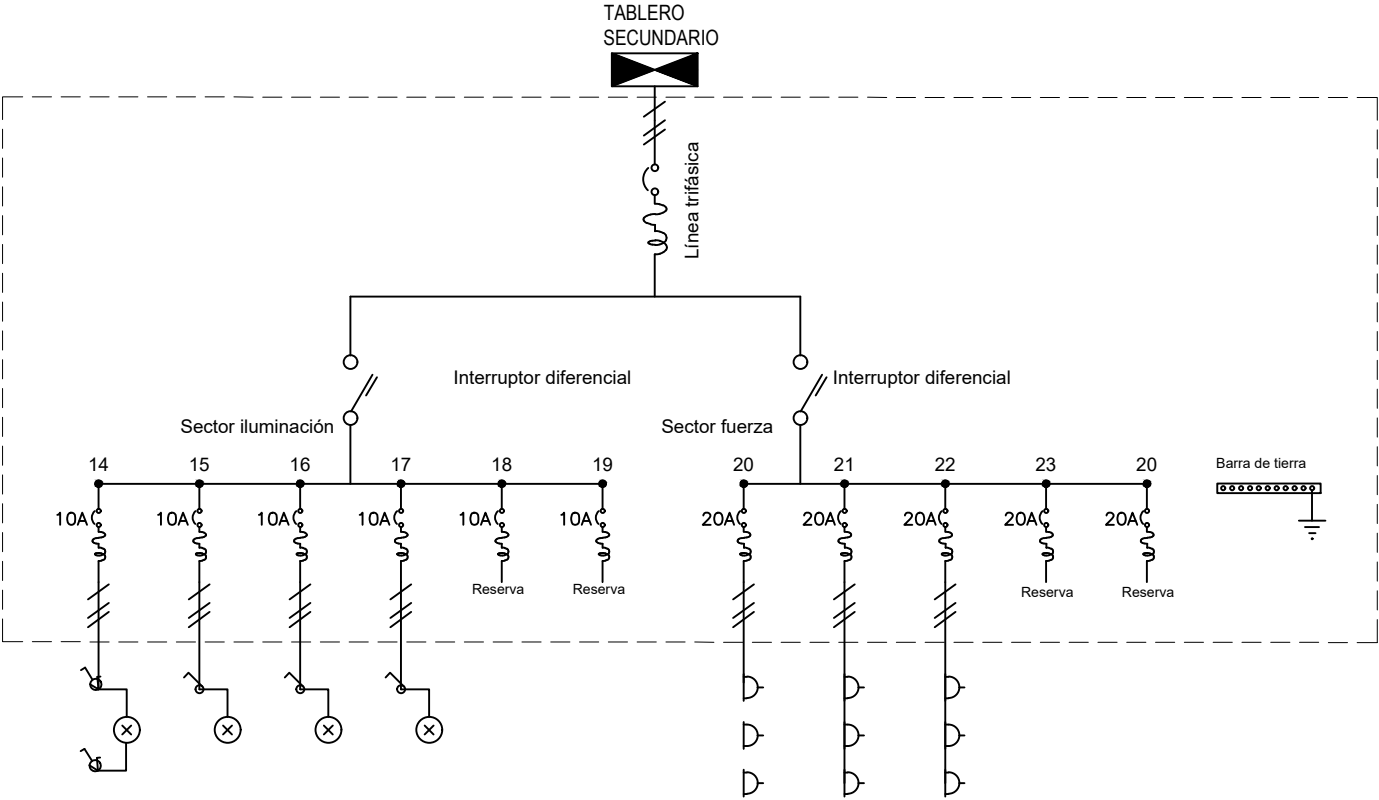 TABLERO
SECUNDARIO
Línea trifásica
Interruptor diferencial
Interruptor diferencial
Sector iluminación
Sector fuerza
14 15 16 17 18 19 20 21 22 23 20
Barra de tierra
10A 10A 10A 10A 10A 10A 20A 20A 20A 20A 20A
Reserva Reserva Reserva Reserva